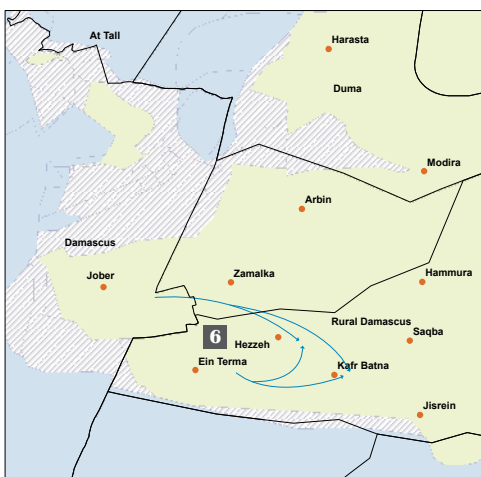 At Tall
Harasta
Duma
Modira
Arbin
Damascus
Jober
Zamalka
Hammura
Rural Damascus
6
Hezzeh
Saqba
Ein Terma
Kafr Batna
Jisrein